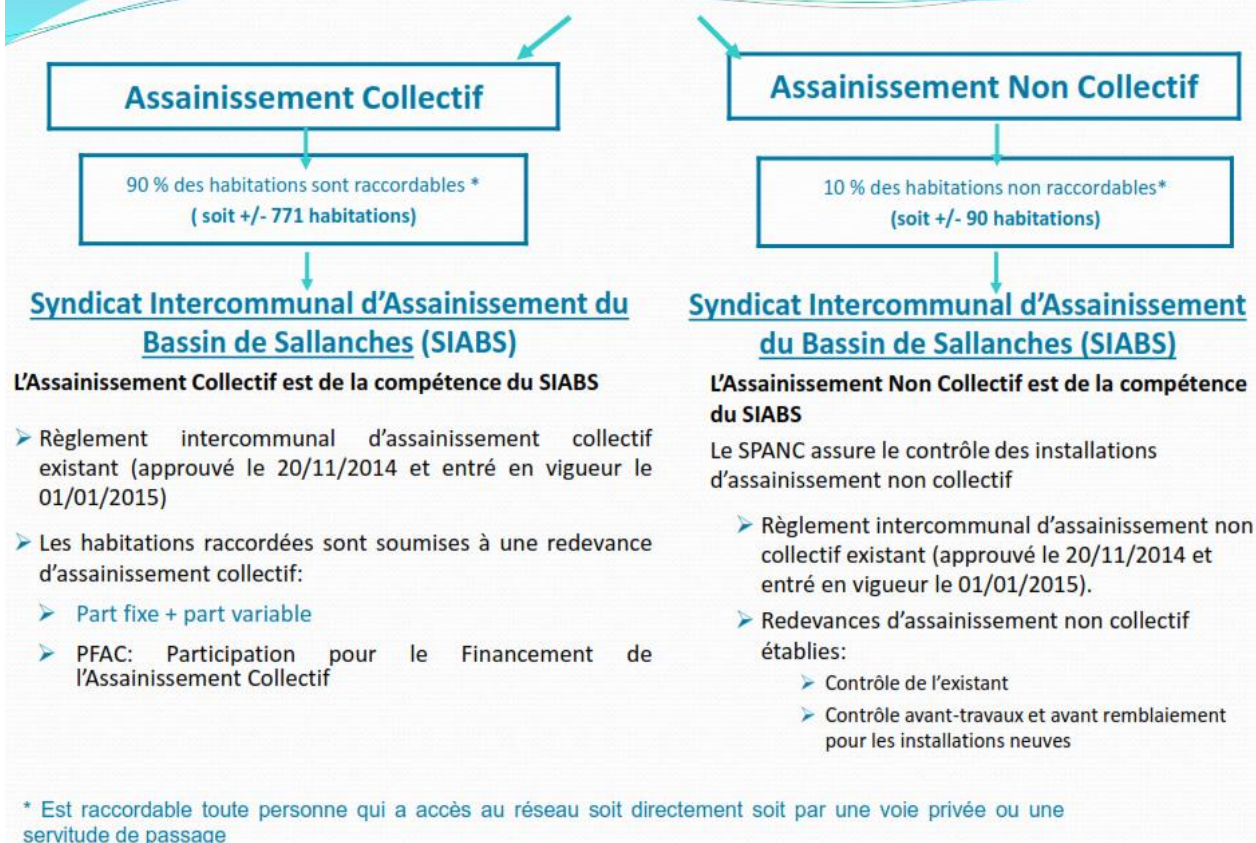 Assainissement Collectif
90 % des habitations sont raccordables *
( soit +/- 771 habitations)
Syndicat Intercommunal d'Assainissement du
Bassin de Sallanches (SIABS)
L'Assainissement Collectif est de la compétence du SIABS
➢ Règlement intercommunal d'assainissement collectif
existant (approuvé le 20/11/2014 et entré en vigueur le
01/01/2015)
➢ Les habitations raccordées sont soumises à une redevance
d'assainissement collectif:
➢ Part fixe + part variable
➢ PFAC: Participation pour le Financement de
l'Assainissement Collectif
Assainissement Non Collectif
10 % des habitations non raccordables*
(soit +/- 90 habitations)
Syndicat Intercommunal d'Assainissement
du Bassin de Sallanches (SIABS)
L'Assainissement Non Collectif est de la compétence
du SIABS
Le SPANC assure le contrôle des installations
d'assainissement non collectif
➢ Règlement intercommunal d'assainissement non
collectif existant (approuvé le 20/11/2014 et
entré en vigueur le 01/01/2015).
➢ Redevances d'assainissement non collectif
établies:
➢ Contrôle de l'existant
➢ Contrôle avant-travaux et avant remblaiement
pour les installations neuves
* Est raccordable toute personne qui a accès au réseau soit directement soit par une voie privée ou une
servitude de passage